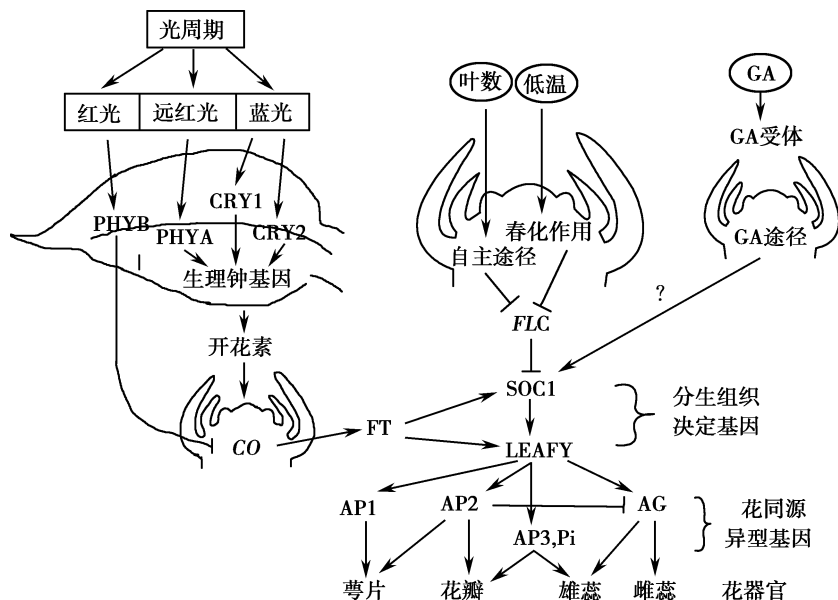 光周期
红光 远红光 蓝光
叶数 低温
GA
GA受体
PHYB
PHYA
CRY1
CRY2
生理钟基因
开花素
CO
FT
自主途径
春化作用
FLC
GA途径
?
SOC1
LEAFY
分生组织
决定基因
AP1
AP2
AP3,Pi
AG
花同源
异型基因
萼片 花瓣 雄蕊 雌蕊 花器官